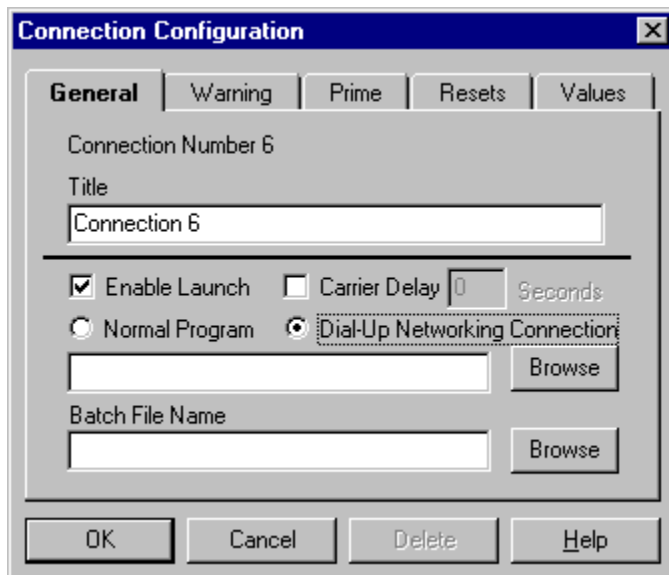 Connection Configuration
General Warning Prime Resets Values
Connection Number 6
Title
Connection 6
Enable Launch Carrier Delay 0 Seconds
Normal Program Dial-Up Networking Connection
Browse
Batch File Name
Browse
OK Cancel Delete Help